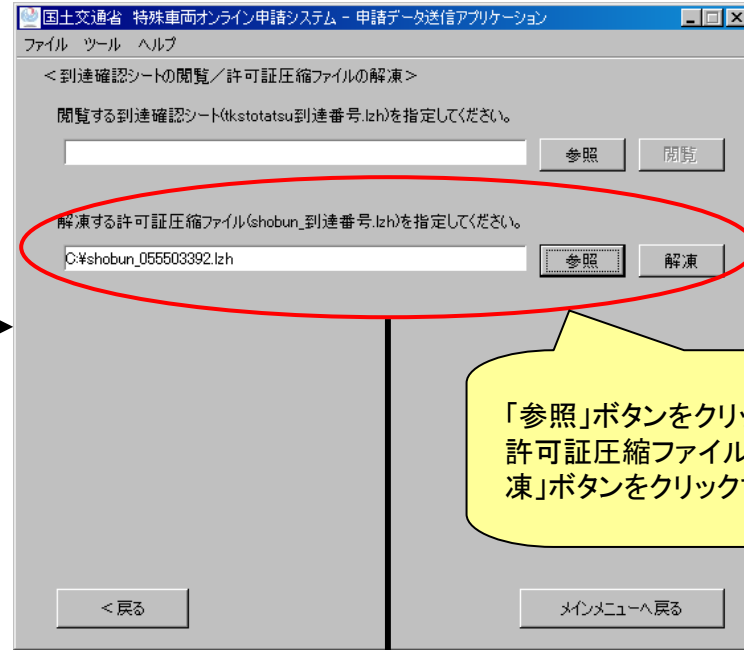 国土交通省 特殊車両オンライン申請システム - 申請データ送信アプリケーション
ファイル ツール ヘルプ
＜到達確認シートの閲覧／許可証圧縮ファイルの解凍＞
閲覧する到達確認シート(tkstotatsu到達番号.lzh)を指定してください。
参照 閲覧
解凍する許可証圧縮ファイル(shobun_到達番号.lzh)を指定してください。
C:¥shobun_055503392.lzh 参照 解凍
「参照」ボタンをクリッ
許可証圧縮ファイル
凍」ボタンをクリック
＜戻る メインメニューへ戻る